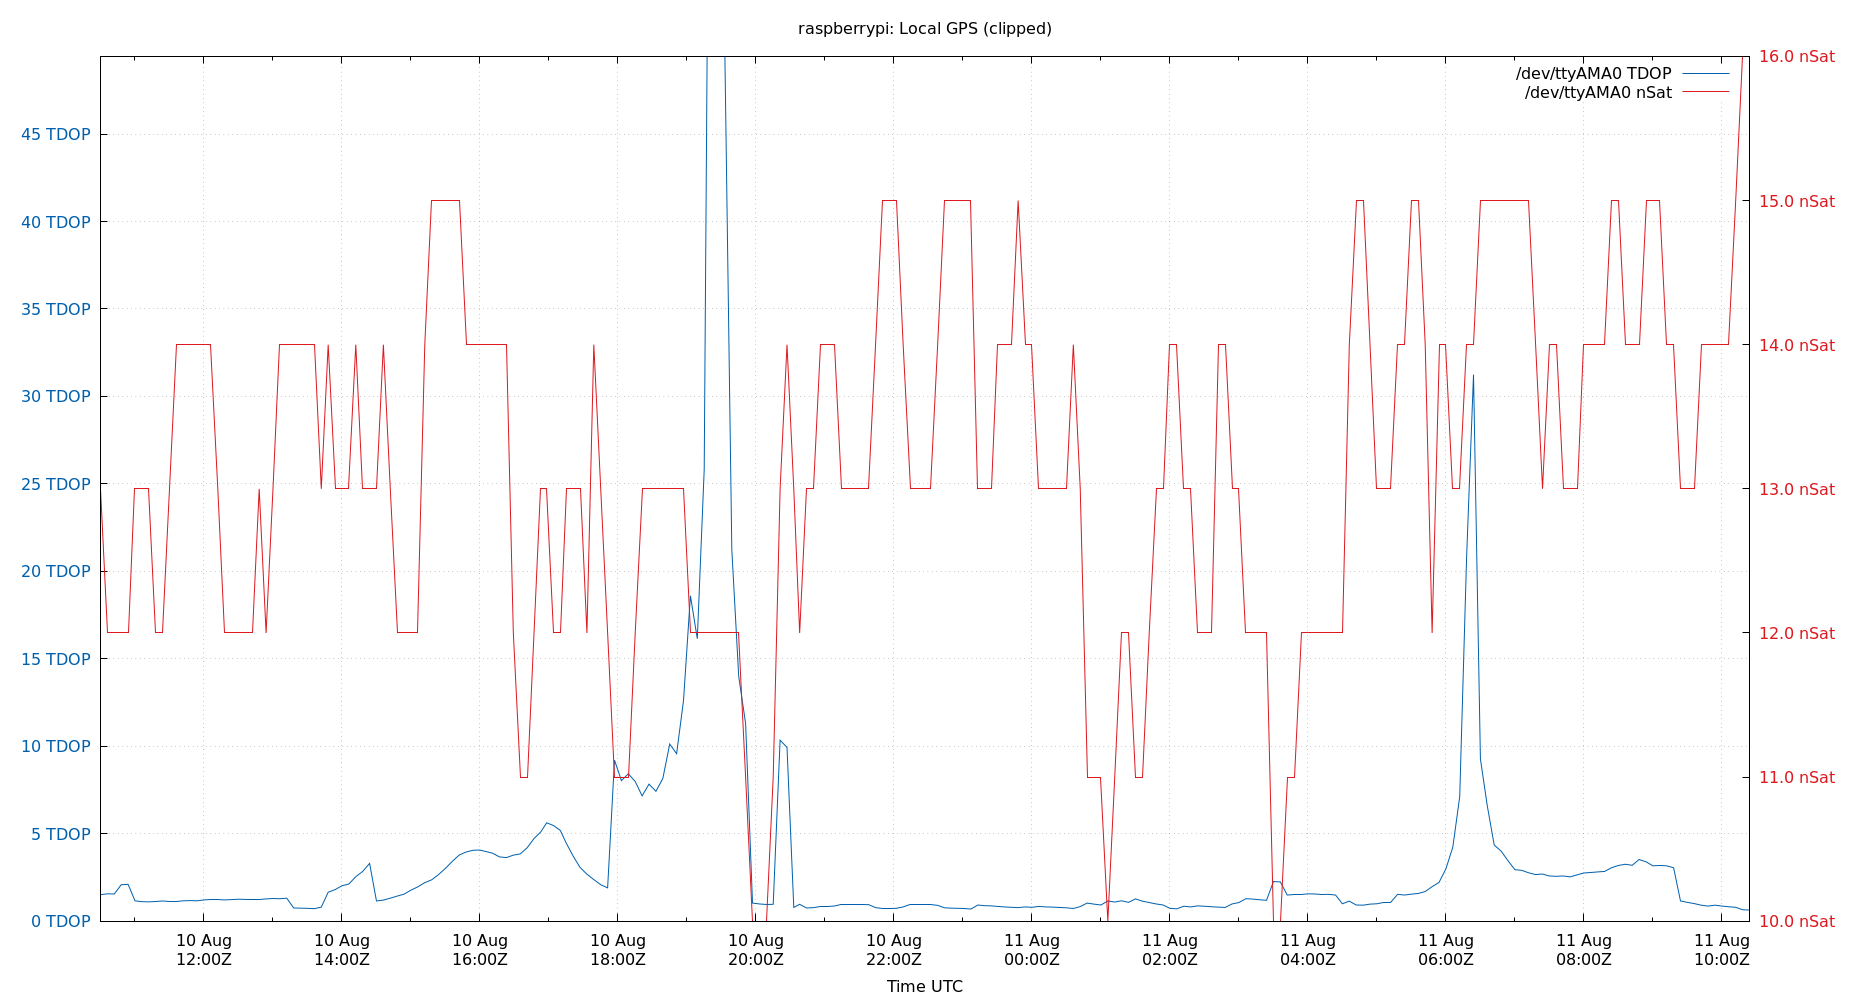 raspberrypi: Local GPS (clipped)
/dev/ttyAMA0 TDOP
/dev/ttyAMA0 nSat
45 TDOP
40 TDOP
35 TDOP
30 TDOP
25 TDOP
20 TDOP
15 TDOP
10 TDOP
5 TDOP
0 TDOP
16.0 nSat
15.0 nSat
14.0 nSat
13.0 nSat
12.0 nSat
11.0 nSat
10.0 nSat
10 Aug 10 Aug 10 Aug 10 Aug 10 Aug 10 Aug 11 Aug 11 Aug 11 Aug 11 Aug 11 Aug 11 Aug
12:00Z 14:00Z 16:00Z 18:00Z 20:00Z 22:00Z 00:00Z 02:00Z 04:00Z 06:00Z 08:00Z 10:00Z
Time UTC